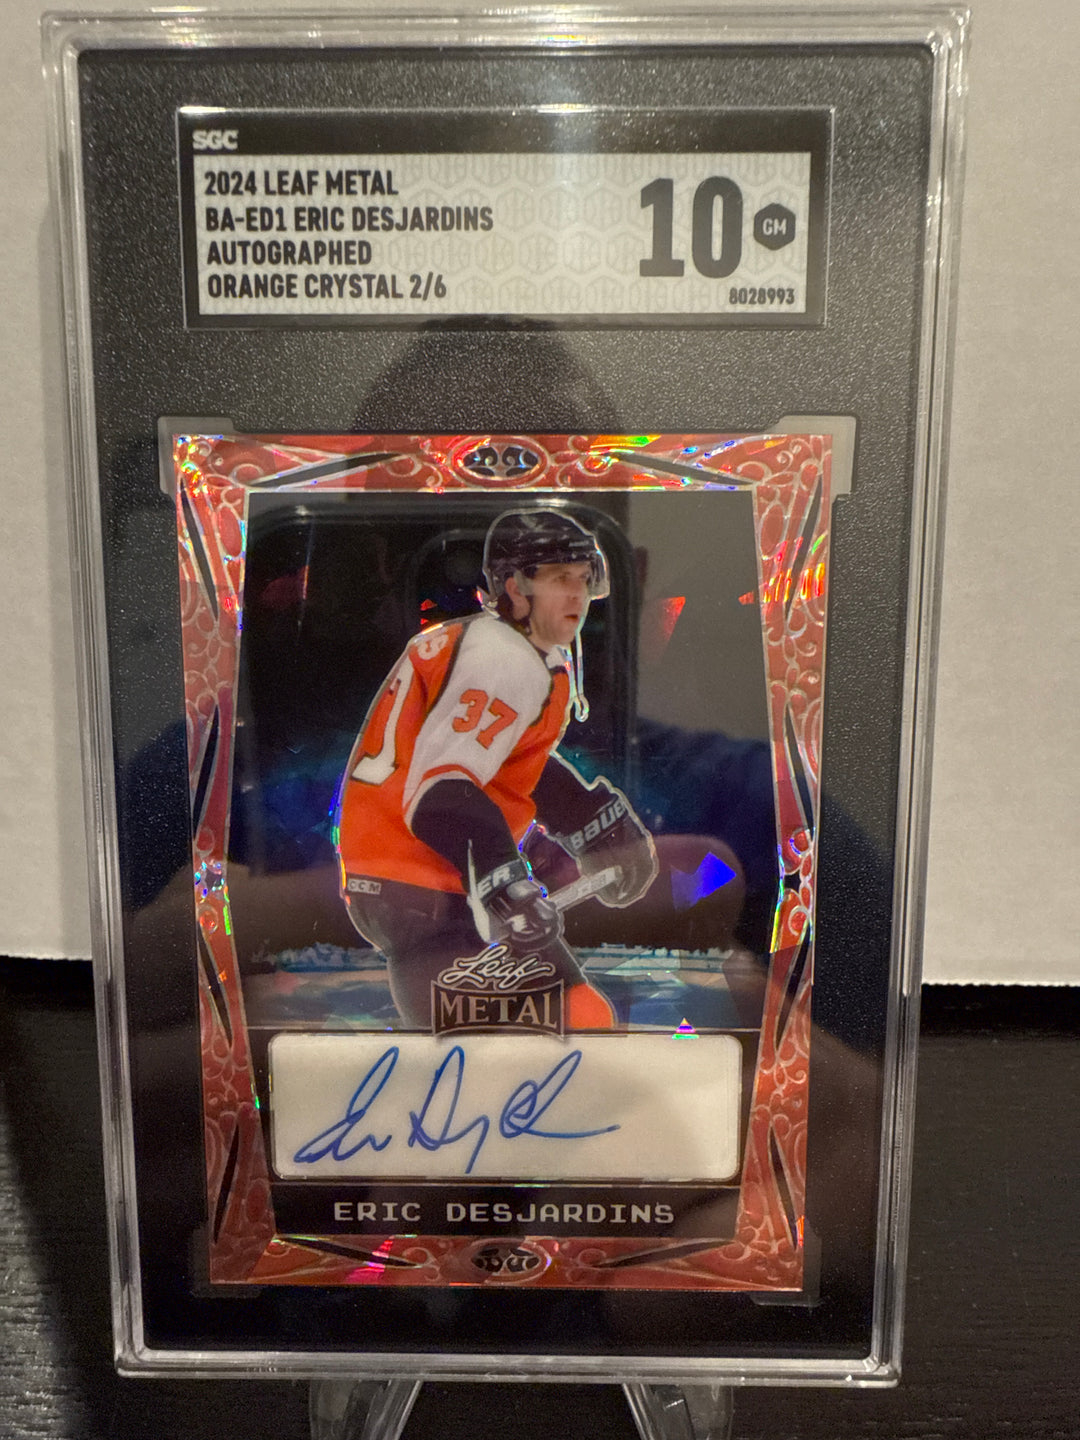 SGC
2024 LEAF METAL
BA-ED1 ERIC DESJARDINS
AUTOGRAPHED
ORANGE CRYSTAL 2/6
10
GM
8028993
37
BAUER
CCM
Leaf
METAL
ERIC DESJARDINS